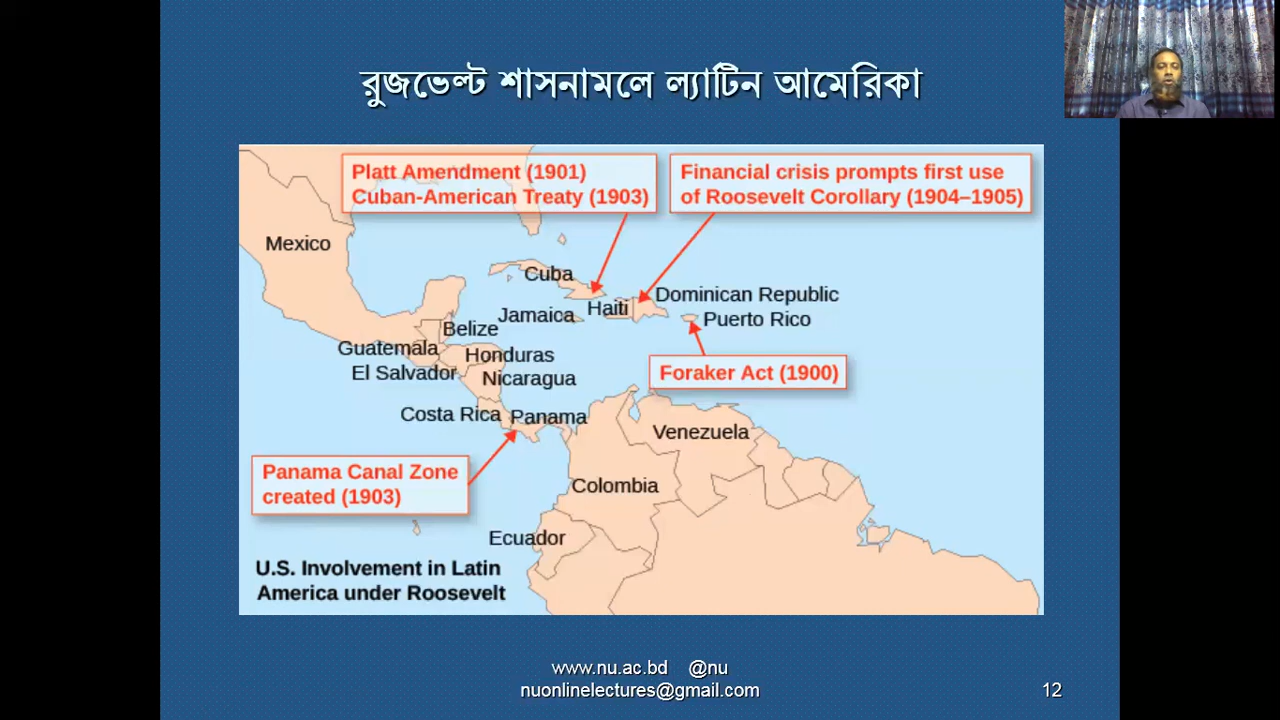 রুজভেল্ট শাসনামলে ল্যাটিন আমেরিকা
Platt Amendment (1901)
Cuban-American Treaty (1903)
Financial crisis prompts first use
of Roosevelt Corollary (1904–1905)
Mexico
Cuba
Dominican Republic
Haiti
Jamaica
Puerto Rico
Belize
Guatemala
Honduras
El Salvador
Nicaragua
Foraker Act (1900)
Costa Rica
Panama
Venezuela
Panama Canal Zone
created (1903)
Colombia
Ecuador
U.S. Involvement in Latin
America under Roosevelt
www.nu.ac.bd @nu
nuonlinelectures@gmail.com
12